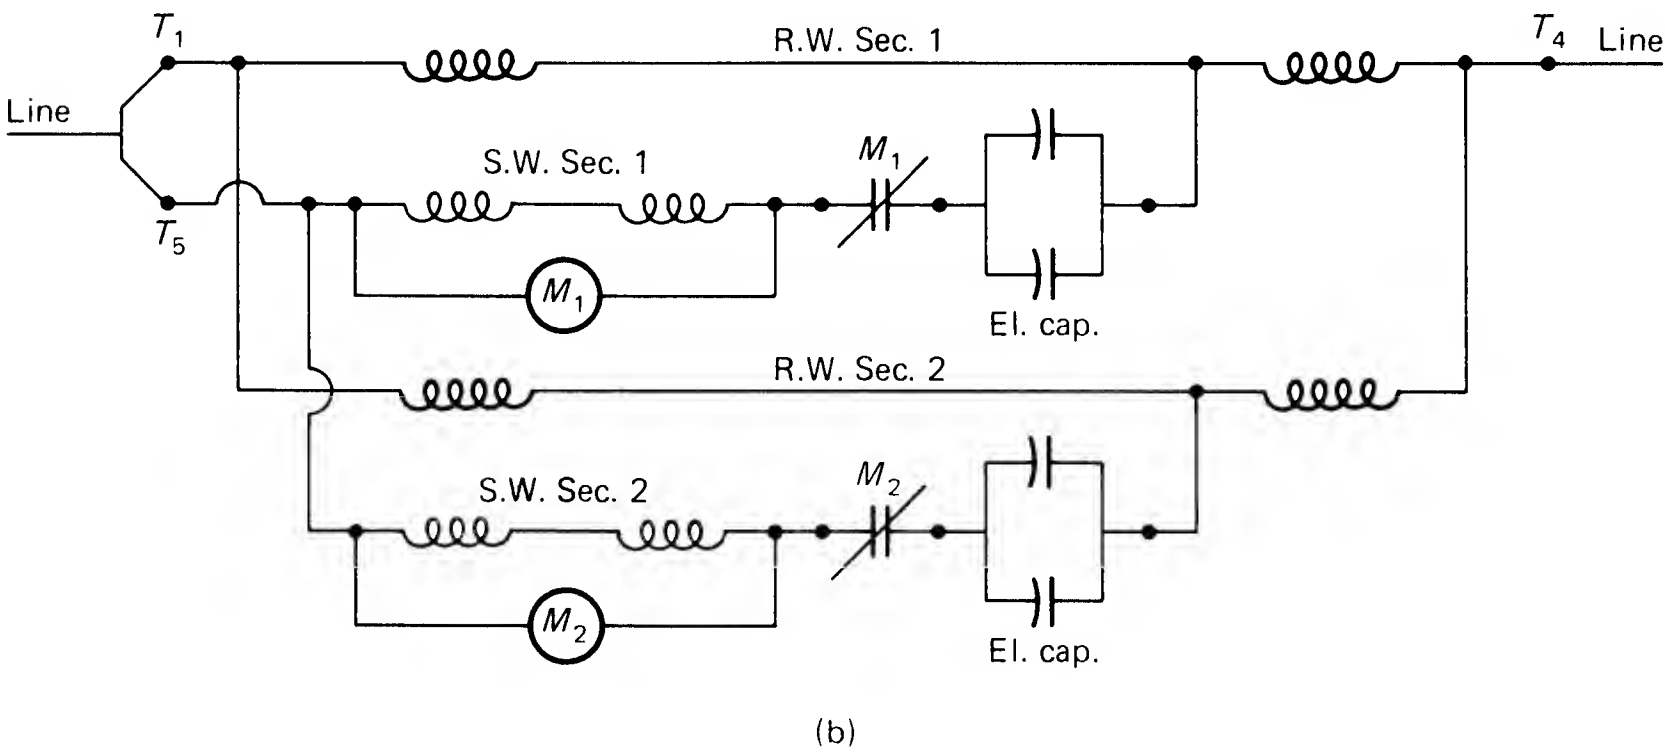 T1
R.W. Sec. 1
T4 Line
Line
S.W. Sec. 1
M1
T5
M1
El. cap.
R.W. Sec. 2
M2
S.W. Sec. 2
M2
El. cap.
(b)